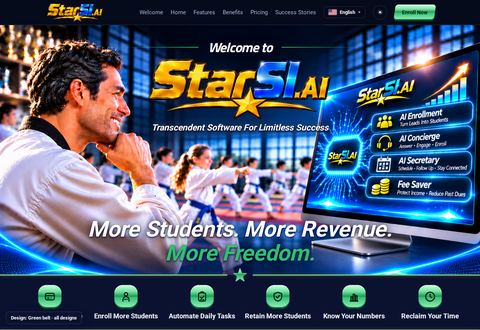 StarSI.AI
Welcome Home Features Benefits Pricing Success Stories English Enroll Now
Welcome to
StarSI.AI
Transcendent Software For Limitless Success
StarSI.AI
AI Enrollment
Turn Leads Into Students
AI Concierge
Answer • Engage • Enroll
AI Secretary
Schedule • Follow Up • Stay Connected
Fee Saver
Protect Income • Reduce Past Dues
StarSI.AI
More Students. More Revenue.
More Freedom.
Enroll More Students Automate Daily Tasks Retain More Students Know Your Numbers Reclaim Your Time
Design: Green belt · all designs